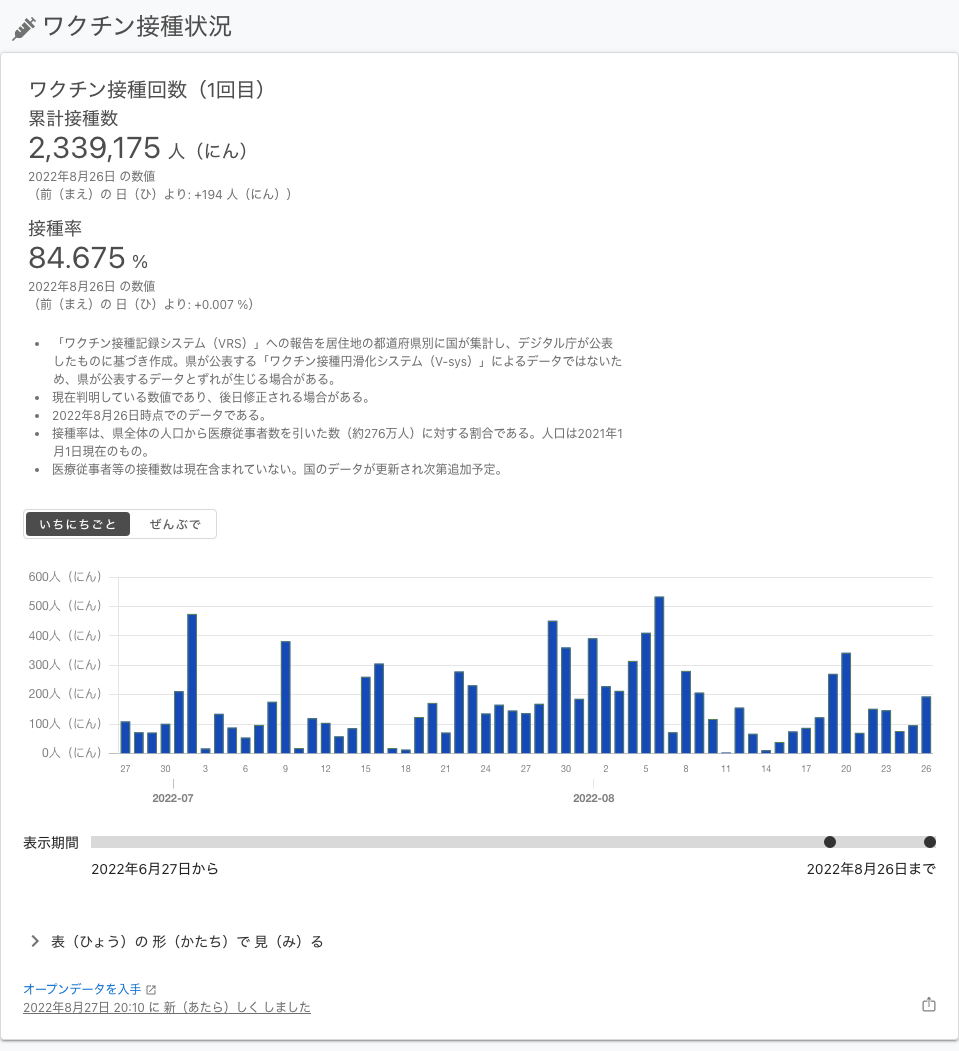 ワクチン接種状況
ワクチン接種回数（1回目）
累計接種数
2,339,175 人（にん）
2022年8月26日 の数値
（前（まえ）の 日（ひ）より: +194 人（にん））
接種率
84.675 %
2022年8月26日 の数値
（前（まえ）の 日（ひ）より: +0.007 %）
• 「ワクチン接種記録システム（VRS）」への報告を居住地の都道府県別に国が集計し、デジタル庁が公表
したものに基づき作成。県が公表する「ワクチン接種円滑化システム（V-sys）」によるデータではないた
め、県が公表するデータとずれが生じる場合がある。
• 現在判明している数値であり、後日修正される場合がある。
• 2022年8月26日時点でのデータである。
• 接種率は、県全体の人口から医療従事者数を引いた数（約276万人）に対する割合である。人口は2021年1
月1日現在のもの。
• 医療従事者等の接種数は現在含まれていない。国のデータが更新され次第追加予定。
いちにちごと ぜんぶで
600人（にん）
500人（にん）
400人（にん）
300人（にん）
200人（にん）
100人（にん）
0人（にん）
27 30 3 6 9 12 15 18 21 24 27 30 2 5 8 11 14 17 20 23 26
2022-07 2022-08
表示期間
2022年6月27日から 2022年8月26日まで
表（ひょう）の 形（かたち）で 見（み）る
オープンデータを入手
2022年8月27日 20:10 に 新（あたら）しく しました